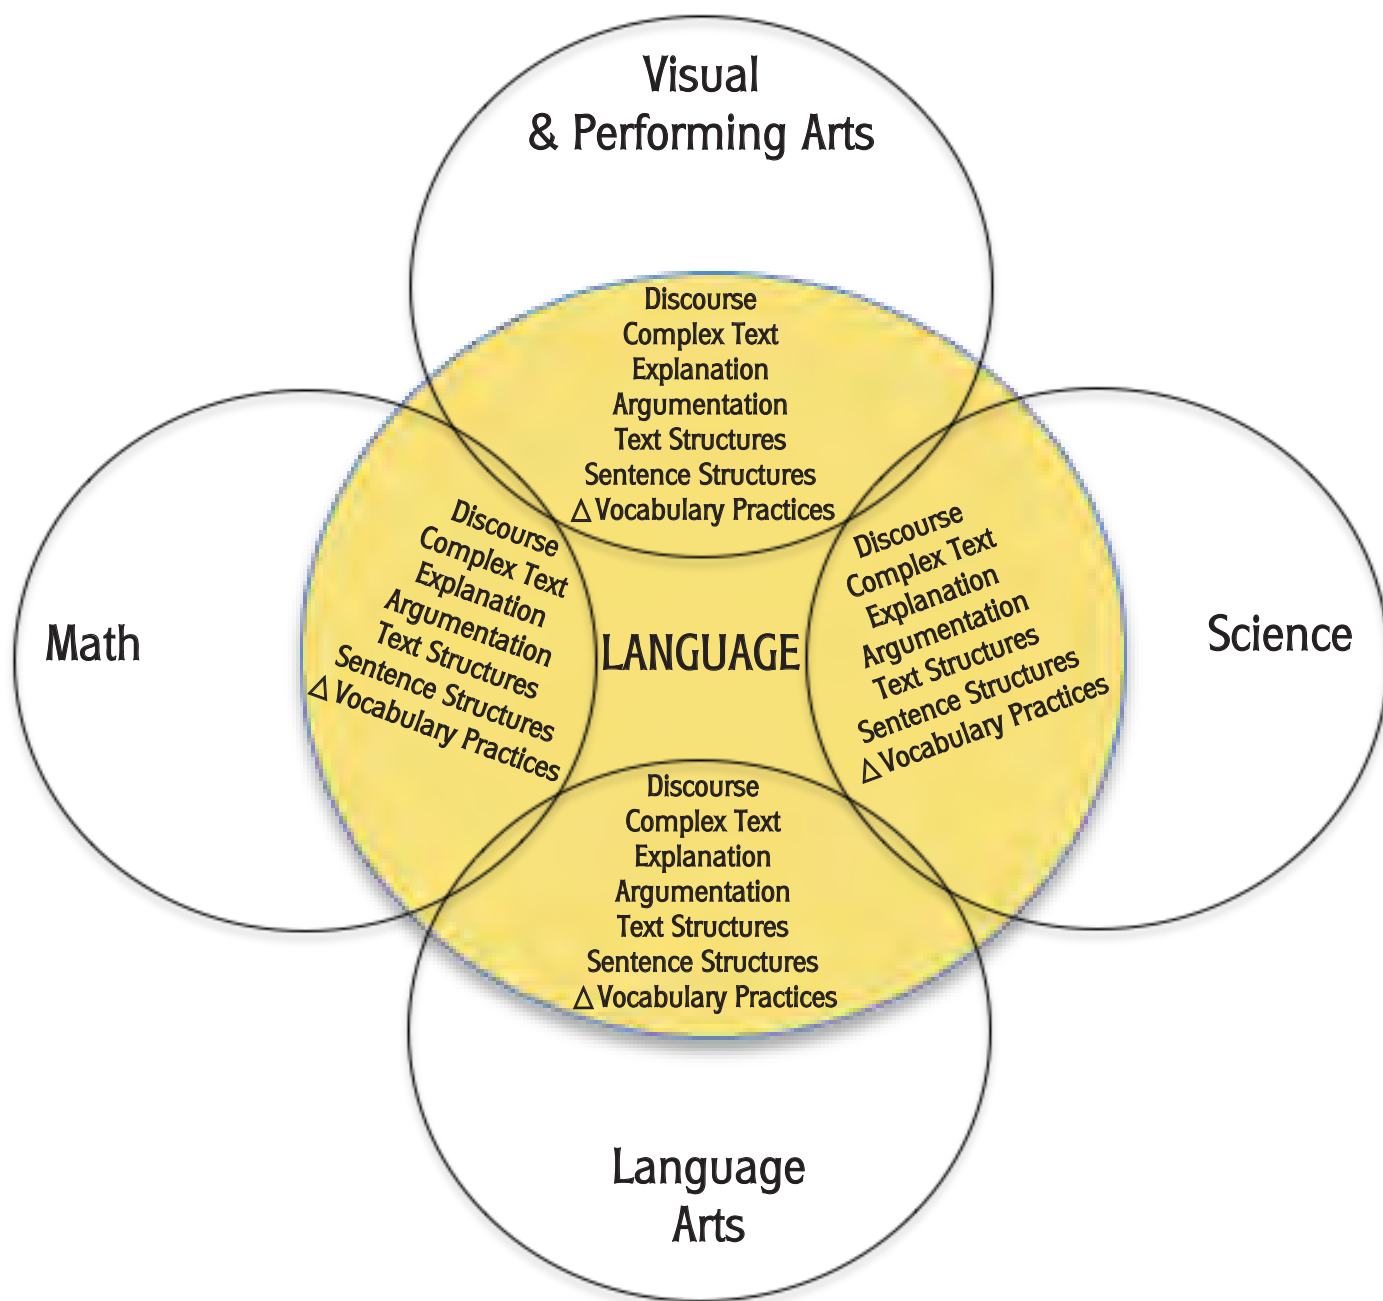 Visual
& Performing Arts
Discourse
Complex Text
Explanation
Argumentation
Text Structures
Sentence Structures
Δ Vocabulary Practices
Math
Discourse
Complex Text
Explanation
Argumentation
Text Structures
Sentence Structures
Δ Vocabulary Practices
LANGUAGE
Discourse
Complex Text
Explanation
Argumentation
Text Structures
Sentence Structures
Δ Vocabulary Practices
Science
Discourse
Complex Text
Explanation
Argumentation
Text Structures
Sentence Structures
Δ Vocabulary Practices
Language
Arts